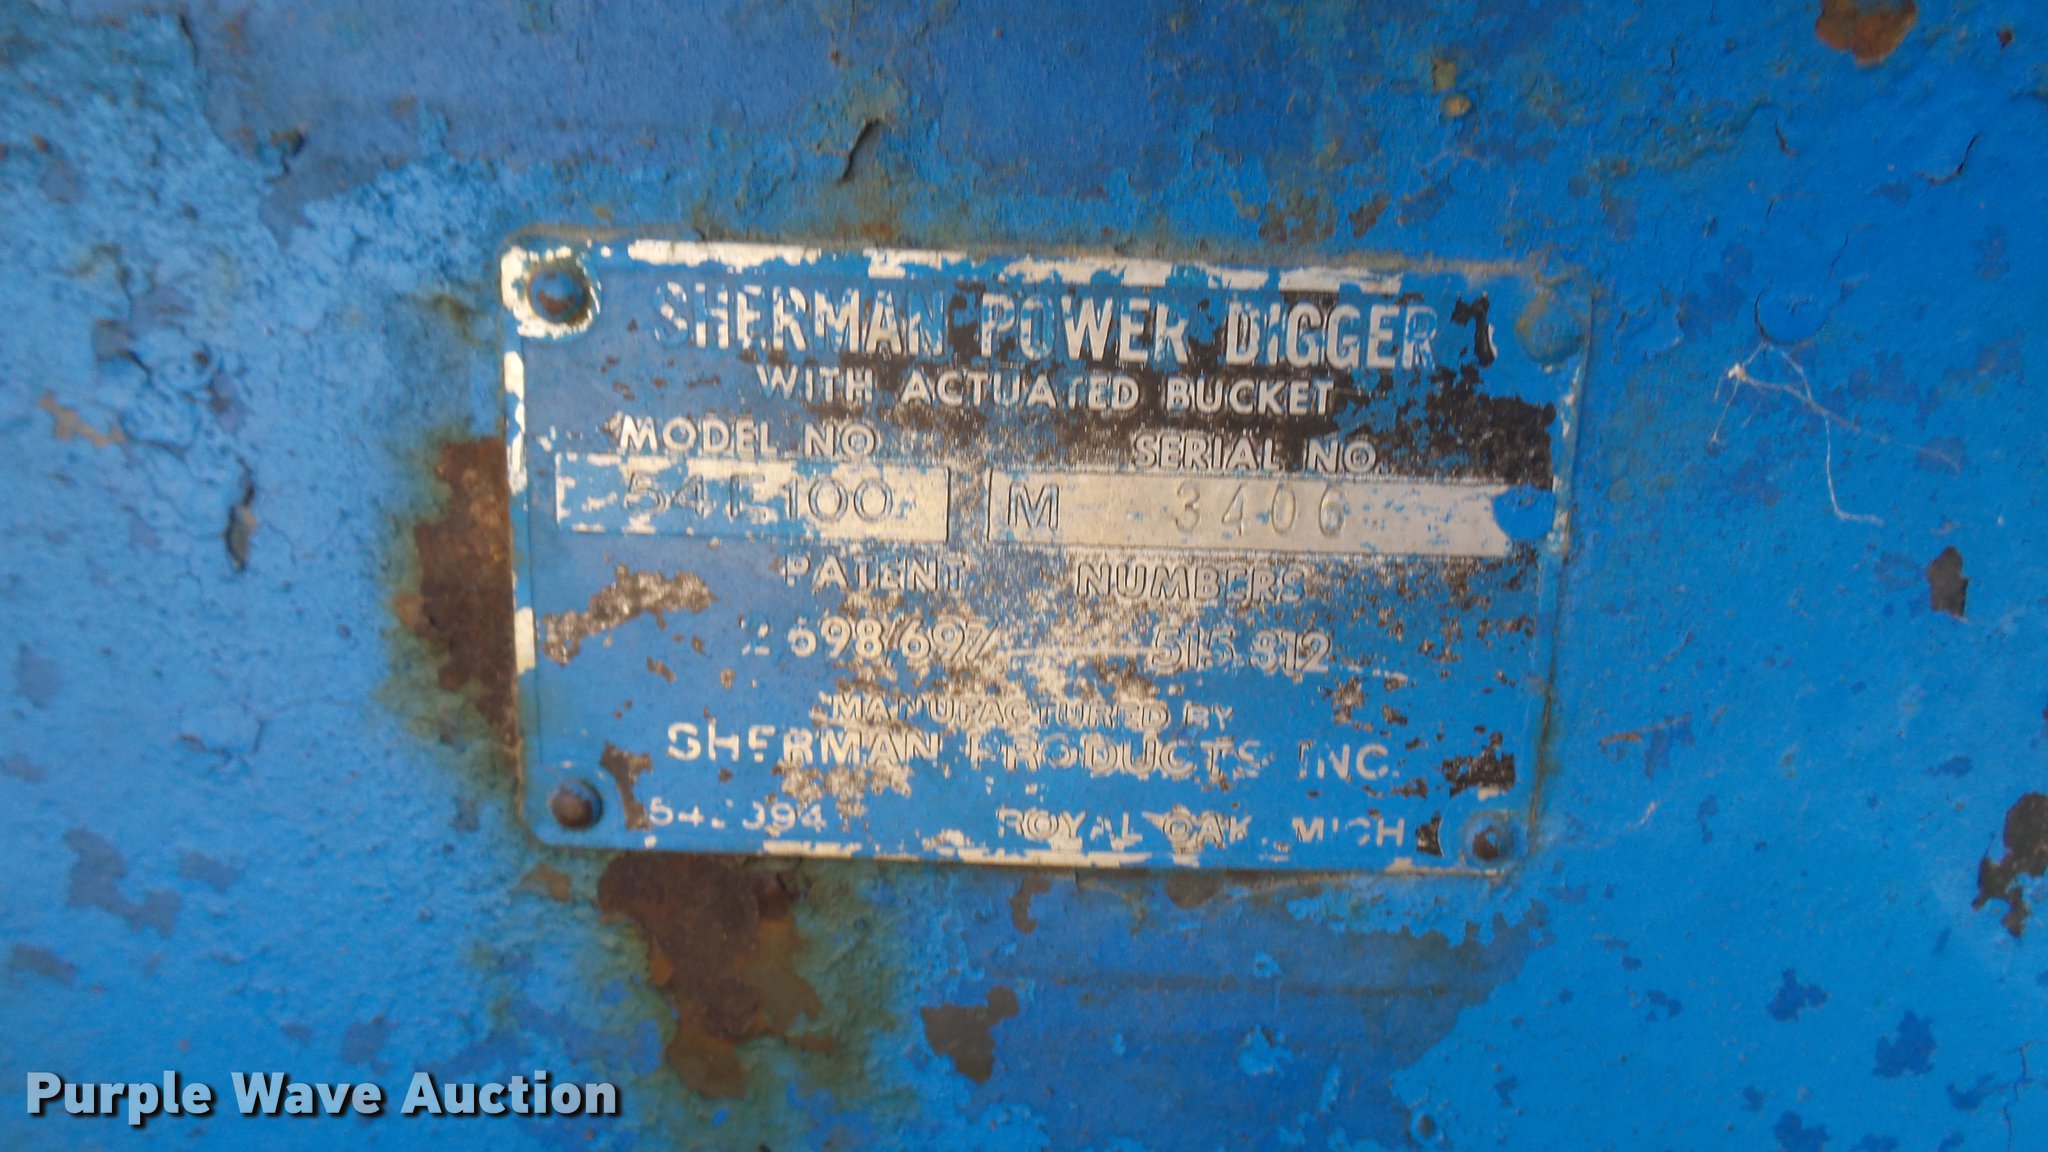 SHERMAN POWER DIGGER
WITH ACTUATED BUCKET
MODEL NO. SERIAL NO.
M 3406
PATENT NUMBERS
MANUFACTURED BY
SHERMAN PRODUCTS INC.
ROYAL OAK, MICH
Purple Wave Auction